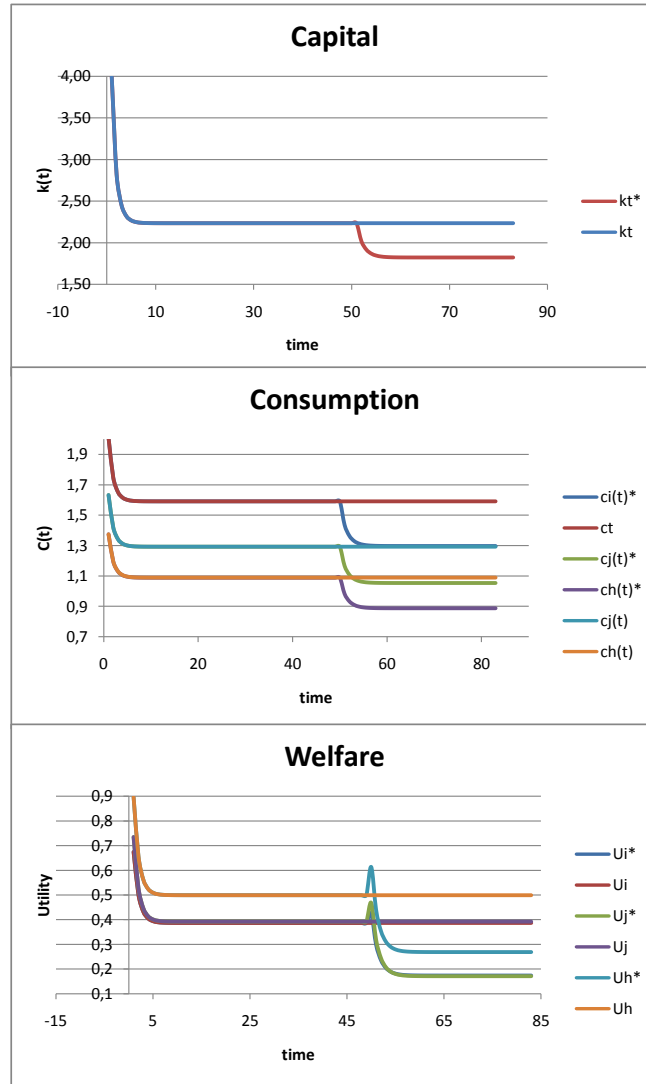 Capital
4,00
3,50
3,00
2,50
2,00
1,50
k(t)
-10 10 30 50 70 90
time
kt*
kt
Consumption
1,9
1,7
1,5
1,3
1,1
0,9
0,7
C(t)
0 20 40 60 80
time
ci(t)*
ct
cj(t)*
ch(t)*
cj(t)
ch(t)
Welfare
0,9
0,8
0,7
0,6
0,5
0,4
0,3
0,2
0,1
Utility
-15 5 25 45 65 85
time
Ui*
Ui
Uj*
Uj
Uh*
Uh